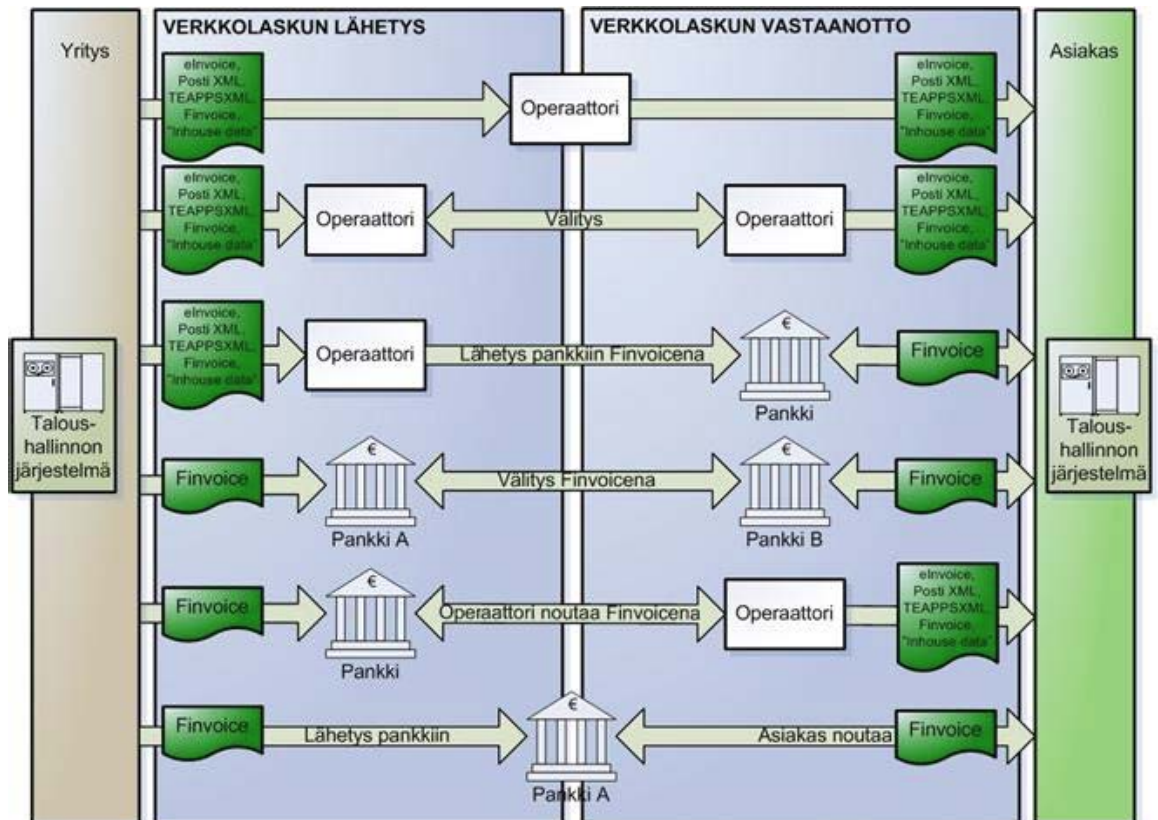 Yritys
VERKKOLASKUN LÄHETYS
VERKKOLASKUN VASTAANOTTO
Asiakas
eInvoice,
Posti XML,
TEAPPSXML,
Finvoice,
"Inhouse data"
Operaattori
eInvoice,
Posti XML,
TEAPPSXML,
Finvoice,
"Inhouse data"
eInvoice,
Posti XML,
TEAPPSXML,
Finvoice,
"Inhouse data"
Operaattori
Välitys
Operaattori
eInvoice,
Posti XML,
TEAPPSXML,
Finvoice,
"Inhouse data"
eInvoice,
Posti XML,
TEAPPSXML,
Finvoice,
"Inhouse data"
Operaattori
Lähetys pankkiin Finvoicena
€
Pankki
Finvoice
Talous-
hallinnon
järjestelmä
Talous-
hallinnon
järjestelmä
Finvoice
€
Pankki A
Välitys Finvoicena
€
Pankki B
Finvoice
Finvoice
€
Pankki
Operaattori noutaa Finvoicena
Operaattori
eInvoice,
Posti XML,
TEAPPSXML,
Finvoice,
"Inhouse data"
Finvoice
Lähetys pankkiin
€
Pankki A
Asiakas noutaa
Finvoice